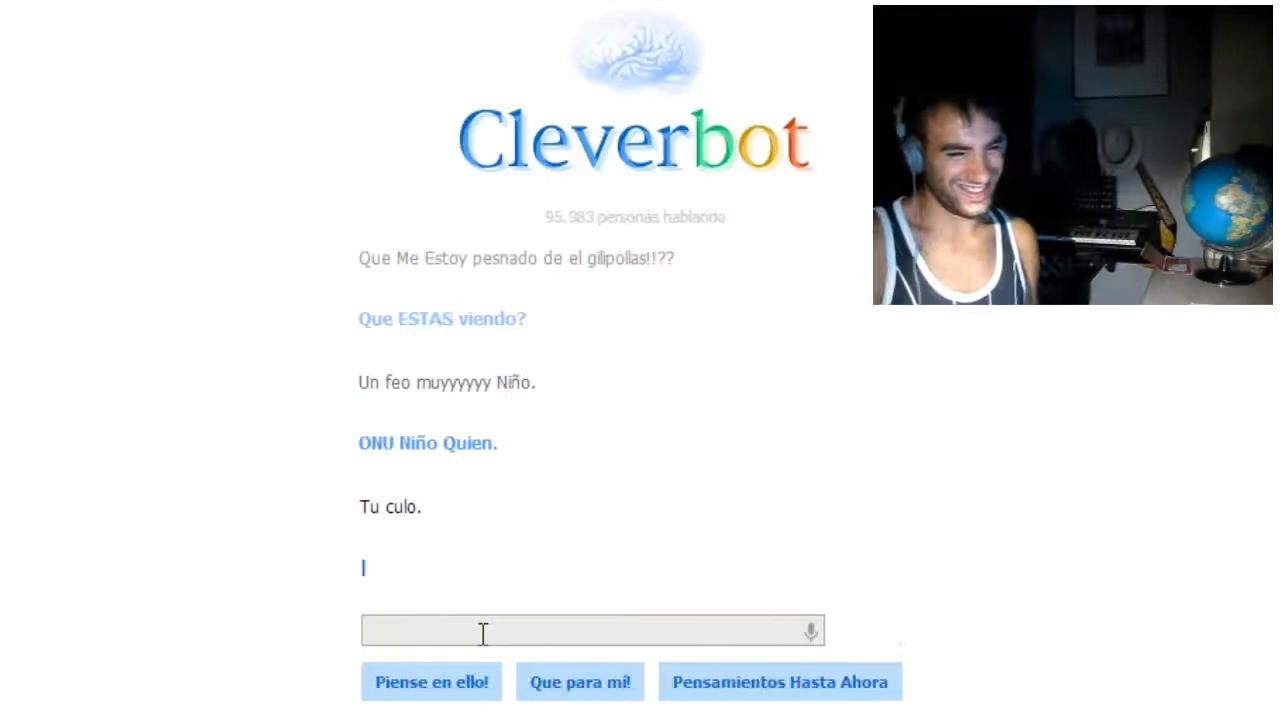 Cleverbot
95.983 personas hablando
Que Me Estoy pesnado de el gilipollas!!??
Que ESTAS viendo?
Un feo muyyyyyy Niño.
ONU Niño Quien.
Tu culo.
Piense en ello!
Que para mí!
Pensamientos Hasta Ahora